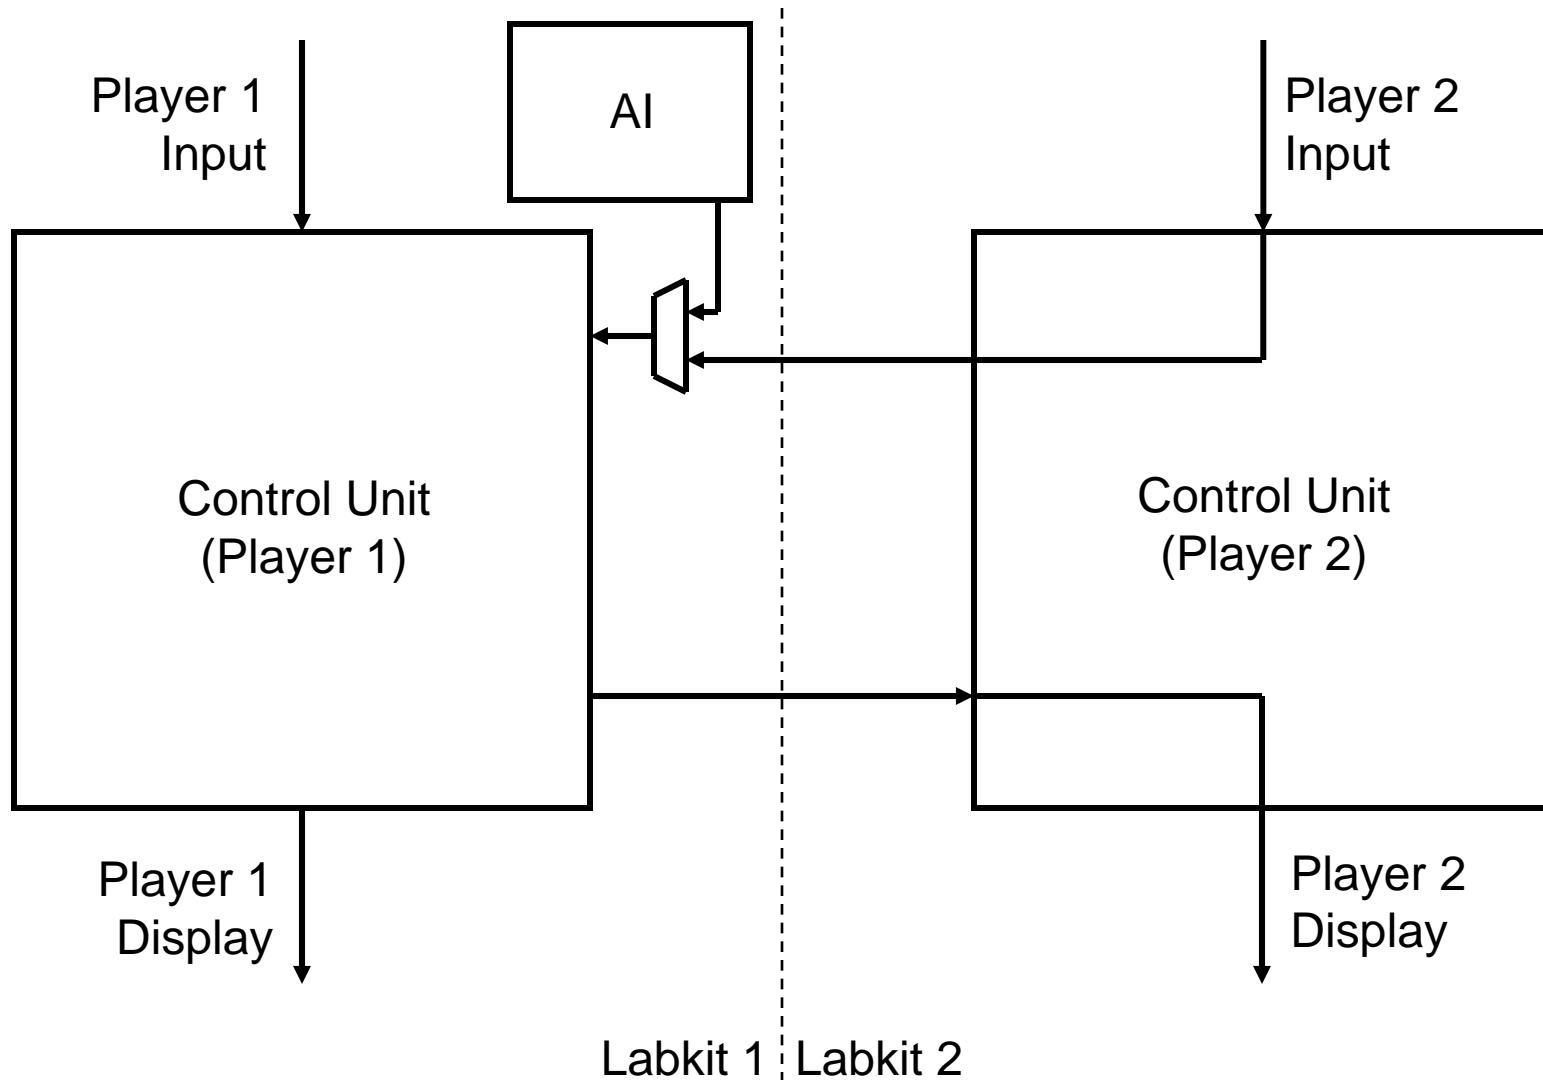 Player 1
Input
AI
Player 2
Input
Control Unit
(Player 1)
Control Unit
(Player 2)
Player 1
Display
Player 2
Display
Labkit 1
Labkit 2